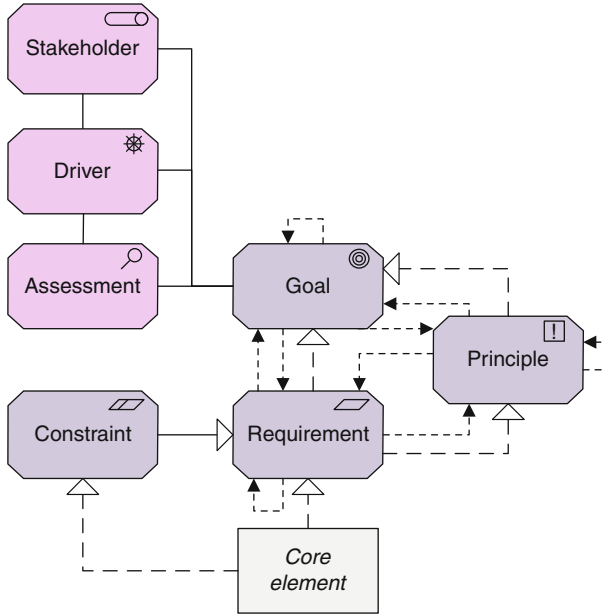 Stakeholder
Driver
Assessment
Goal
!
Principle
Constraint
Requirement
Core
element